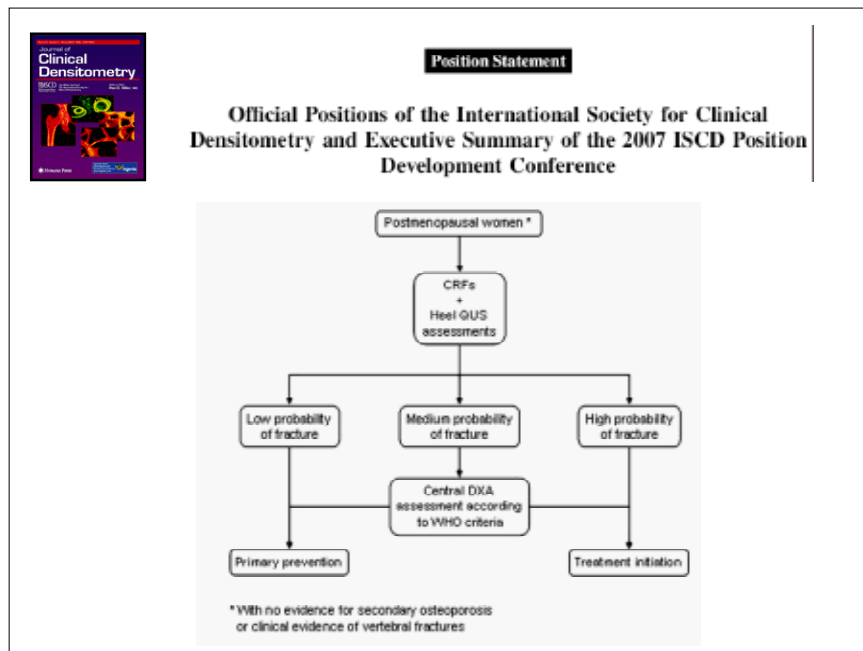 Journal of
Clinical
Densitometry
Position Statement
Official Positions of the International Society for Clinical
Densitometry and Executive Summary of the 2007 ISCD Position
Development Conference
Postmenopausal women *
CRFs
+
Heel QUS
assessments
Low probability
of fracture
Medium probability
of fracture
High probability
of fracture
Central DXA
assessment according
to WHO criteria
Primary prevention
Treatment initiation
* With no evidence for secondary osteoporosis
or clinical evidence of vertebral fractures